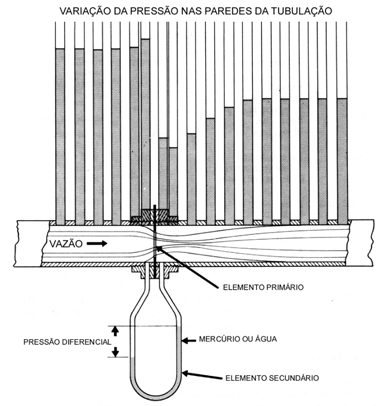 VARIAÇÃO DA PRESSÃO NAS PAREDES DA TUBULAÇÃO
VAZÃO
ELEMENTO PRIMÁRIO
PRESSÃO DIFERENCIAL
MERCÚRIO OU ÁGUA
ELEMENTO SECUNDÁRIO